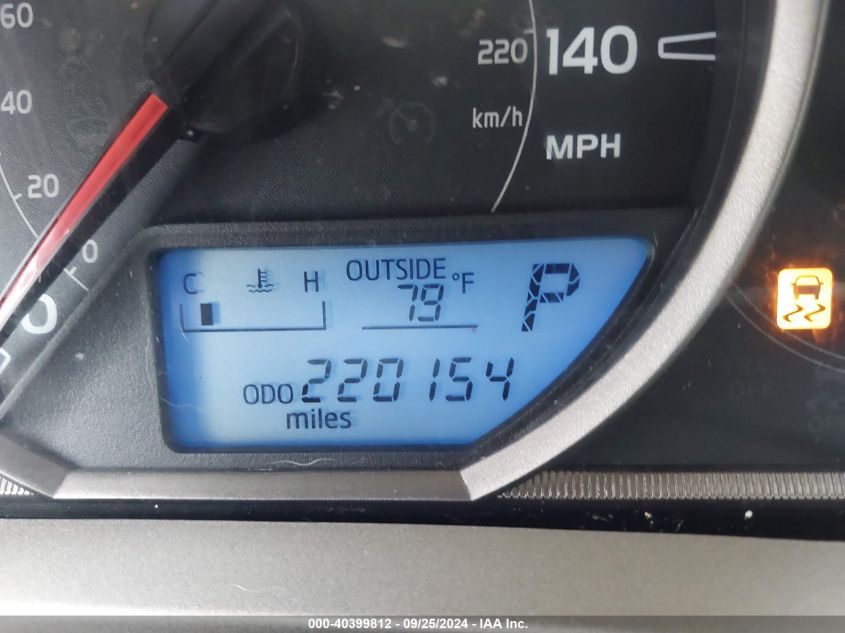 60
40
20
0
0
220 140
km/h
MPH
C H OUTSIDE 79 °F P
ODO 220154
miles
000-40399812 - 09/25/2024 - IAA Inc.